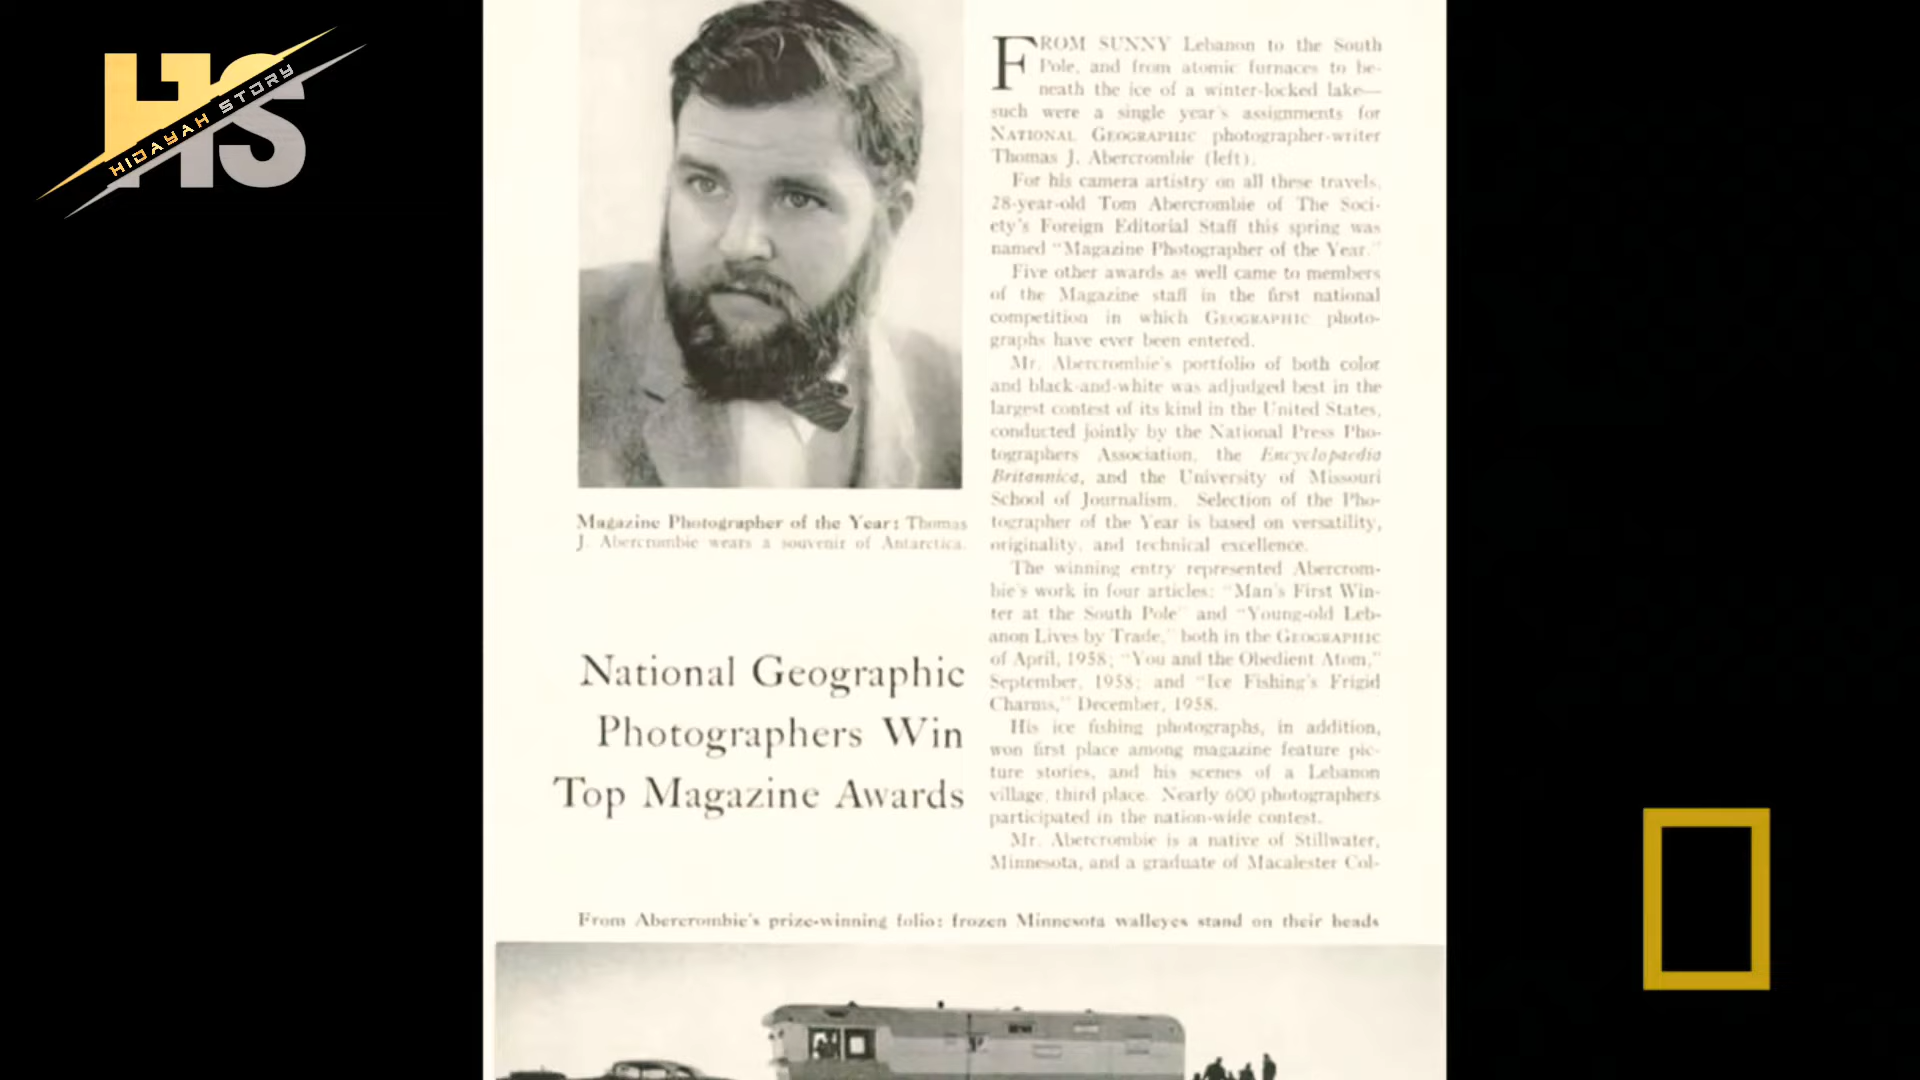 HS
HIDAYAH STORY
FROM SUNNY Lebanon to the South
Pole, and from atomic furnaces to be-
neath the ice of a winter-locked lake—
such were a single year's assignments for
NATIONAL GEOGRAPHIC photographer-writer
Thomas J. Abercrombie (left).
For his camera artistry on all these travels,
28-year-old Tom Abercrombie of The Soci-
ety's Foreign Editorial Staff this spring was
named "Magazine Photographer of the Year."
Five other awards as well came to members
of the Magazine staff in the first national
competition in which GEOGRAPHIC photo-
graphs have ever been entered.
Mr. Abercrombie's portfolio of both color
and black-and-white was adjudged best in the
largest contest of its kind in the United States,
conducted jointly by the National Press Pho-
tographers Association, the Encyclopaedia
Britannica, and the University of Missouri
School of Journalism. Selection of the Pho-
tographer of the Year is based on versatility,
originality, and technical excellence.
The winning entry represented Abercrom-
bie's work in four articles: "Man's First Win-
ter at the South Pole" and "Young-old Leb-
anon Lives by Trade," both in the GEOGRAPHIC
of April, 1958; "You and the Obedient Atom,"
September, 1958; and "Ice Fishing's Frigid
Charms," December, 1958.
His ice fishing photographs, in addition,
won first place among magazine feature pic-
ture stories, and his scenes of a Lebanon
village, third place. Nearly 600 photographers
participated in the nation-wide contest.
Mr. Abercrombie is a native of Stillwater,
Minnesota, and a graduate of Macalester Col-
Magazine Photographer of the Year: Thomas
J. Abercrombie wears a souvenir of Antarctica.
National Geographic
Photographers Win
Top Magazine Awards
From Abercrombie's prize-winning folio: frozen Minnesota walleyes stand on their heads